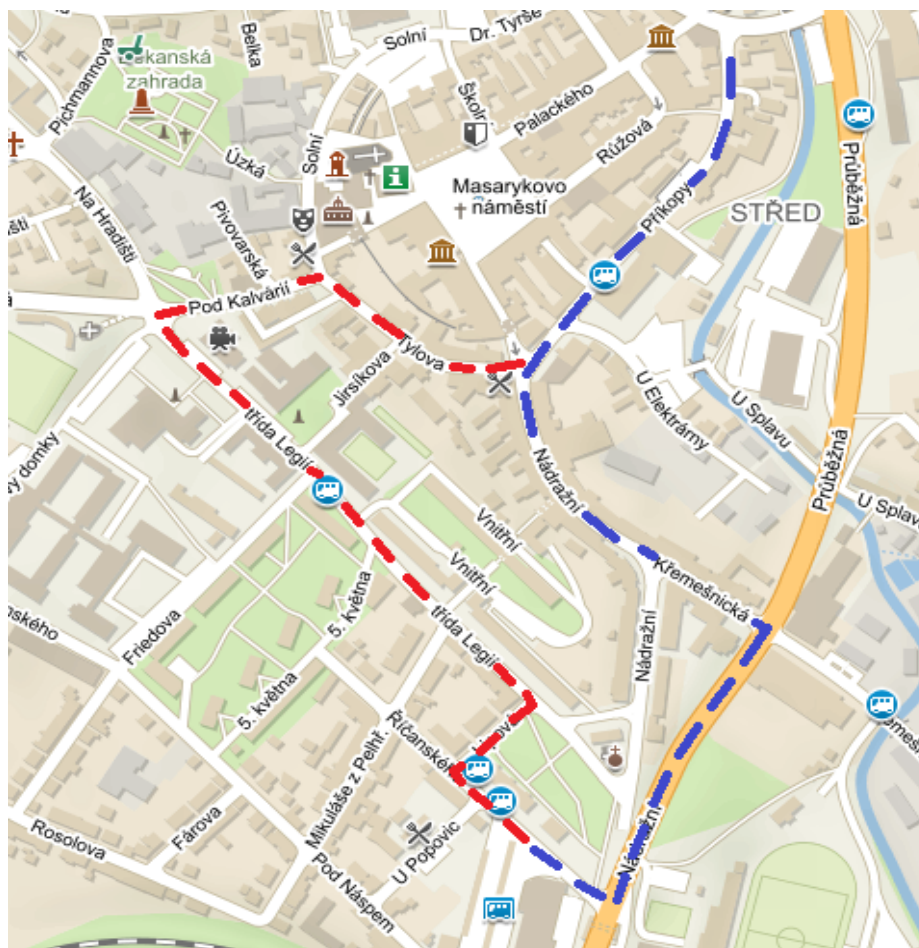 Solní
Dr. Tyrše
Belka
Pichmannova
Děkanská
zahrada
Školní
Palackého
Růžová
Solní
Úzká
Masarykovo
náměstí
Příkopy
STŘED
Průběžná
Na Hradišti
Pivovarská
Pod Kalvárií
Tylova
Jirsíkova
U Elektrárny
U Splavu
Průběžná
třída Legií
Nádražní
U Splavu
Vnitřní
Vnitřní
Křemešnická
5. května
Friedova
třída Legií
Nádražní
5. května
Říčanského
Mikuláše z Pelhř.
Nádražní
Rosolova
Fárova
U Popovic
Pod Náspem